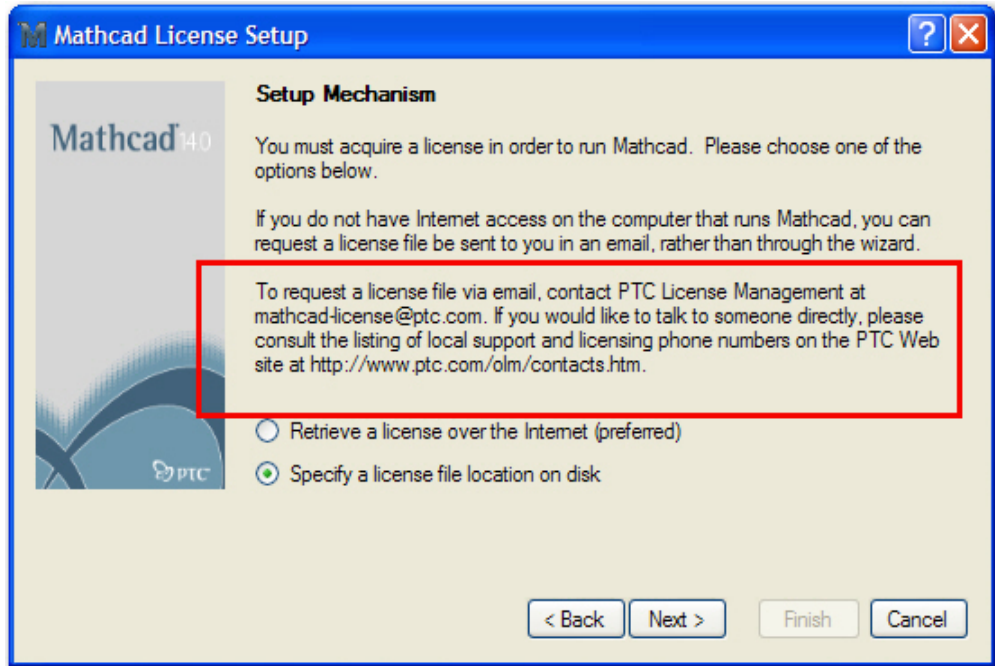 Mathcad License Setup
Setup Mechanism
Mathcad 14.0
You must acquire a license in order to run Mathcad. Please choose one of the
options below.
If you do not have Internet access on the computer that runs Mathcad, you can
request a license file be sent to you in an email, rather than through the wizard.
To request a license file via email, contact PTC License Management at
mathcad-license@ptc.com. If you would like to talk to someone directly, please
consult the listing of local support and licensing phone numbers on the PTC Web
site at http://www.ptc.com/olm/contacts.htm.
Retrieve a license over the Internet (preferred)
Specify a license file location on disk
PTC
< Back Next > Finish Cancel